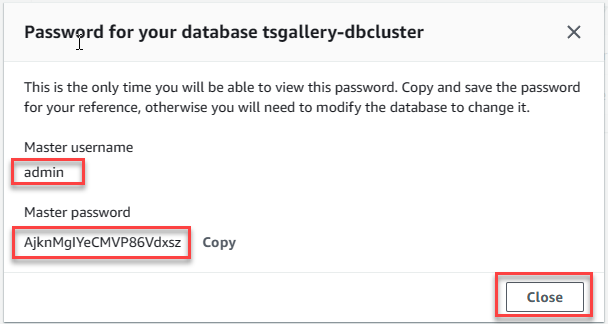 Password for your database tsgallery-dbcluster
This is the only time you will be able to view this password. Copy and save the password
for your reference, otherwise you will need to modify the database to change it.
Master username
admin
Master password
AjknMgIYeCMVP86Vdxsz Copy
Close